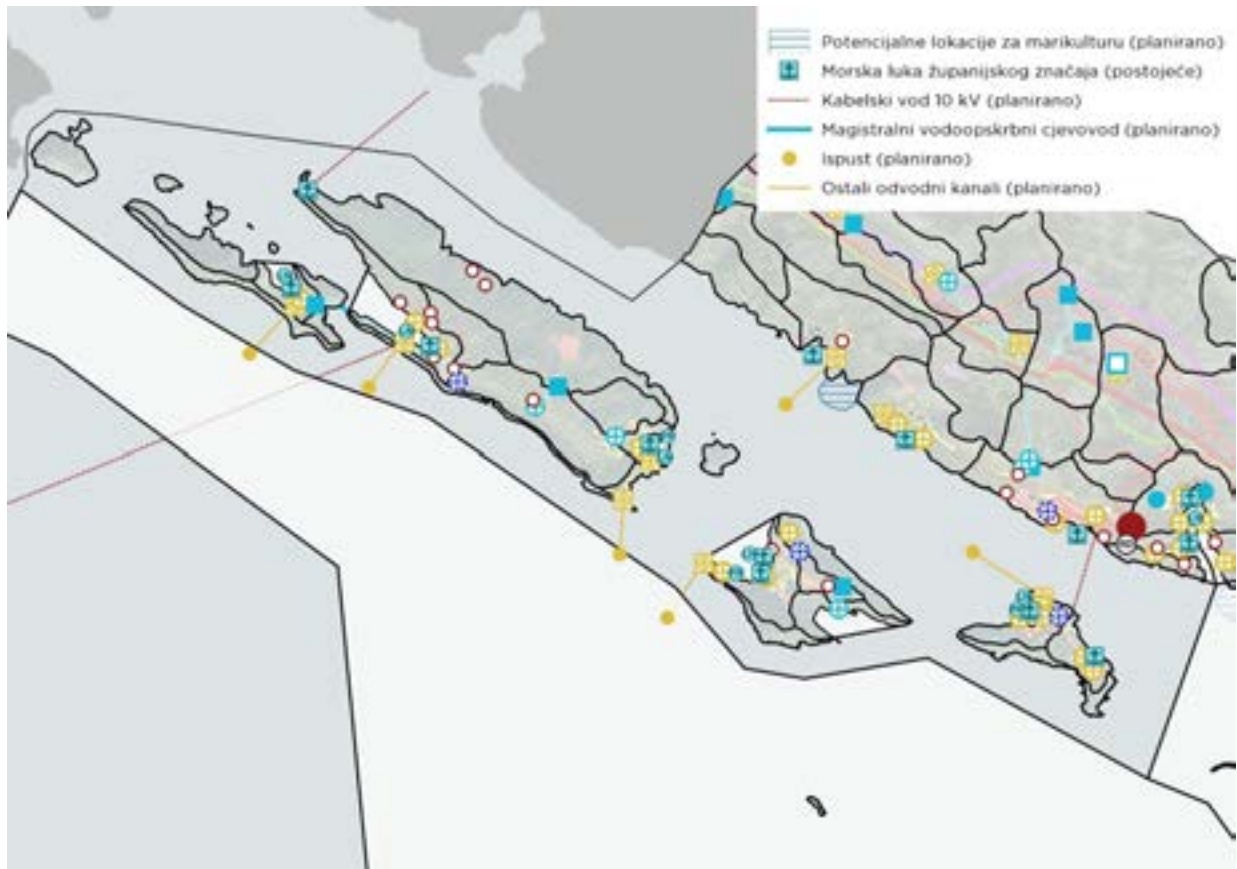 Potencijalne lokacije za marikulturu (planirano)
Morska luka županijskog značaja (postojeće)
Kabelski vod 10 kV (planirano)
Magistralni vodoopskrbni cjevovod (planirano)
Ispust (planirano)
Ostali odvodni kanali (planirano)